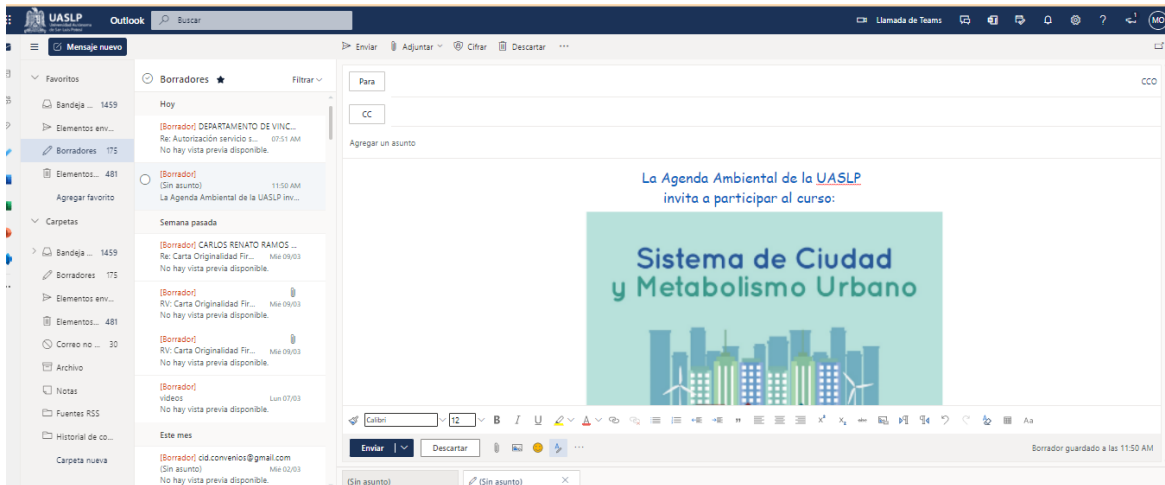 UASLP
Universidad Autónoma
de San Luis Potosí
Outlook
Buscar
Llamada de Teams
MO
Mensaje nuevo
Enviar
Adjuntar
Cifrar
Descartar
Favoritos
Bandeja ... 1459
Elementos env...
Borradores 175
Elementos... 481
Agregar favorito
Carpetas
Bandeja ... 1459
Borradores 175
Elementos env...
Elementos... 481
Correo no ... 30
Archivo
Notas
Fuentes RSS
Historial de co...
Carpeta nueva
Borradores ★
Filtrar
Hoy
[Borrador] DEPARTAMENTO DE VINC...
Re: Autorización servicio s... 07:51 AM
No hay vista previa disponible.
[Borrador]
(Sin asunto) 11:50 AM
La Agenda Ambiental de la UASLP inv...
Semana pasada
[Borrador] CARLOS RENATO RAMOS ...
Re: Carta Originalidad Fir... Mié 09/03
No hay vista previa disponible.
[Borrador]
RV: Carta Originalidad Fir... Mié 09/03
No hay vista previa disponible.
[Borrador]
RV: Carta Originalidad Fir... Mié 09/03
No hay vista previa disponible.
[Borrador]
videos Lun 07/03
No hay vista previa disponible.
Este mes
[Borrador] cid.convenios@gmail.com
(Sin asunto) Mié 02/03
No hay vista previa disponible.
Para
CCO
CC
Agregar un asunto
La Agenda Ambiental de la UASLP
invita a participar al curso:
Sistema de Ciudad
y Metabolismo Urbano
Calibri 12 B I U A x² x₂ Aa
Enviar
Descartar
Borrador guardado a las 11:50 AM
(Sin asunto)
(Sin asunto)